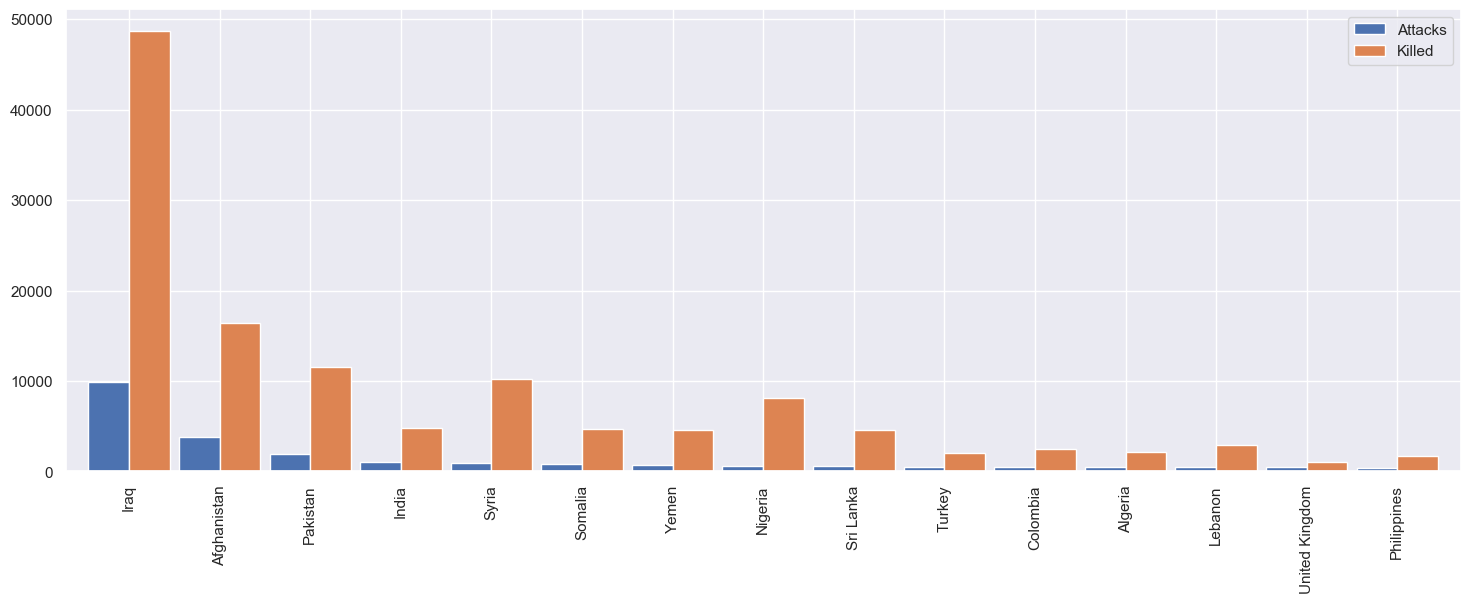 50000
40000
30000
20000
10000
0
Attacks
Killed
Iraq
Afghanistan
Pakistan
India
Syria
Somalia
Yemen
Nigeria
Sri Lanka
Turkey
Colombia
Algeria
Lebanon
United Kingdom
Philippines